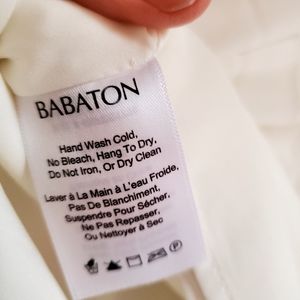 BABATON
Hand Wash Cold,
No Bleach, Hang To Dry,
Do Not Iron, Or Dry Clean
Laver à La Main à L'eau Froide,
Pas De Blanchiment,
Suspendre Pour Sécher,
Ne Pas Repasser,
Ou Nettoyer à Sec